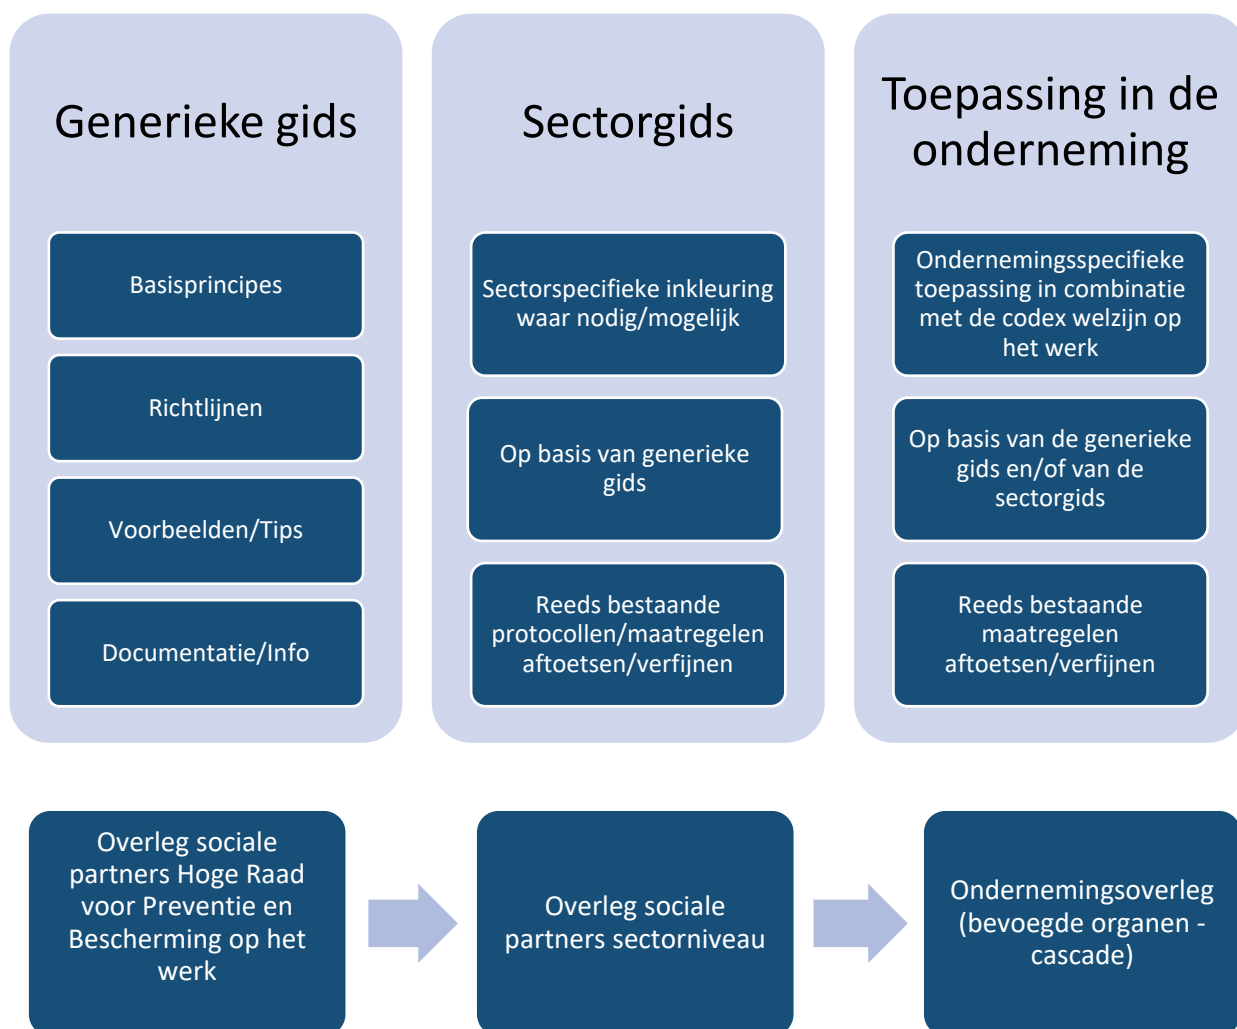 Generieke gids
Basisprincipes
Richtlijnen
Voorbeelden/Tips
Documentatie/Info
Sectorgids
Sectorspecifieke inkleuring
waar nodig/mogelijk
Op basis van generieke
gids
Reeds bestaande
protocollen/maatregelen
aftoetsen/verfijnen
Toepassing in de
onderneming
Ondernemingsspecifieke
toepassing in combinatie
met de codex welzijn op
het werk
Op basis van de generieke
gids en/of van de
sectorgids
Reeds bestaande
maatregelen
aftoetsen/verfijnen
Overleg sociale
partners Hoge Raad
voor Preventie en
Bescherming op het
werk
Overleg sociale
partners sectorniveau
Ondernemingsoverleg
(bevoegde organen -
cascade)